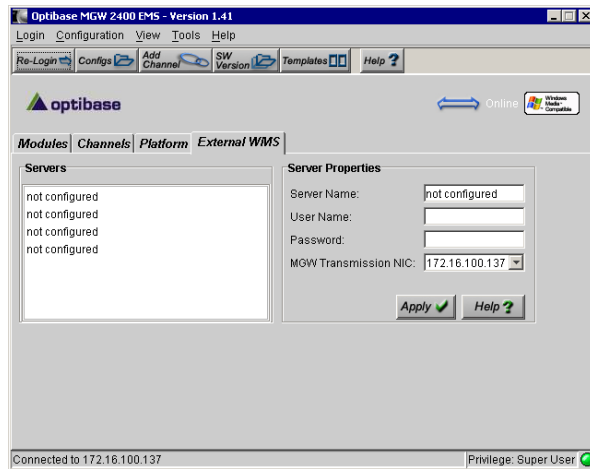 Optibase MGW 2400 EMS - Version 1.41
Login Configuration View Tools Help
Re-Login Configs Add Channel SW Version Templates Help ?
optibase Online Windows Media Compatible
Modules Channels Platform External WMS
Servers
not configured
not configured
not configured
not configured
Server Properties
Server Name: not configured
User Name:
Password:
MGW Transmission NIC: 172.16.100.137
Apply Help ?
Connected to 172.16.100.137 Privilege: Super User